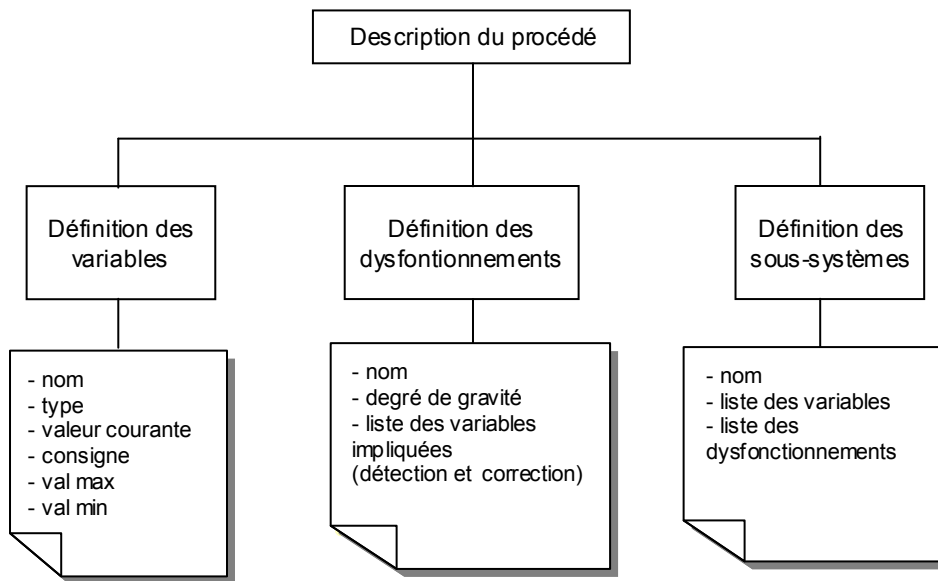 Description du procédé
Définition des
variables
Définition des
dysfontionnements
Définition des
sous-systèmes
- nom
- type
- valeur courante
- consigne
- val max
- val min
- nom
- degré de gravité
- liste des variables
impliquées
(détection et correction)
- nom
- liste des variables
- liste des
dysfonctionnements